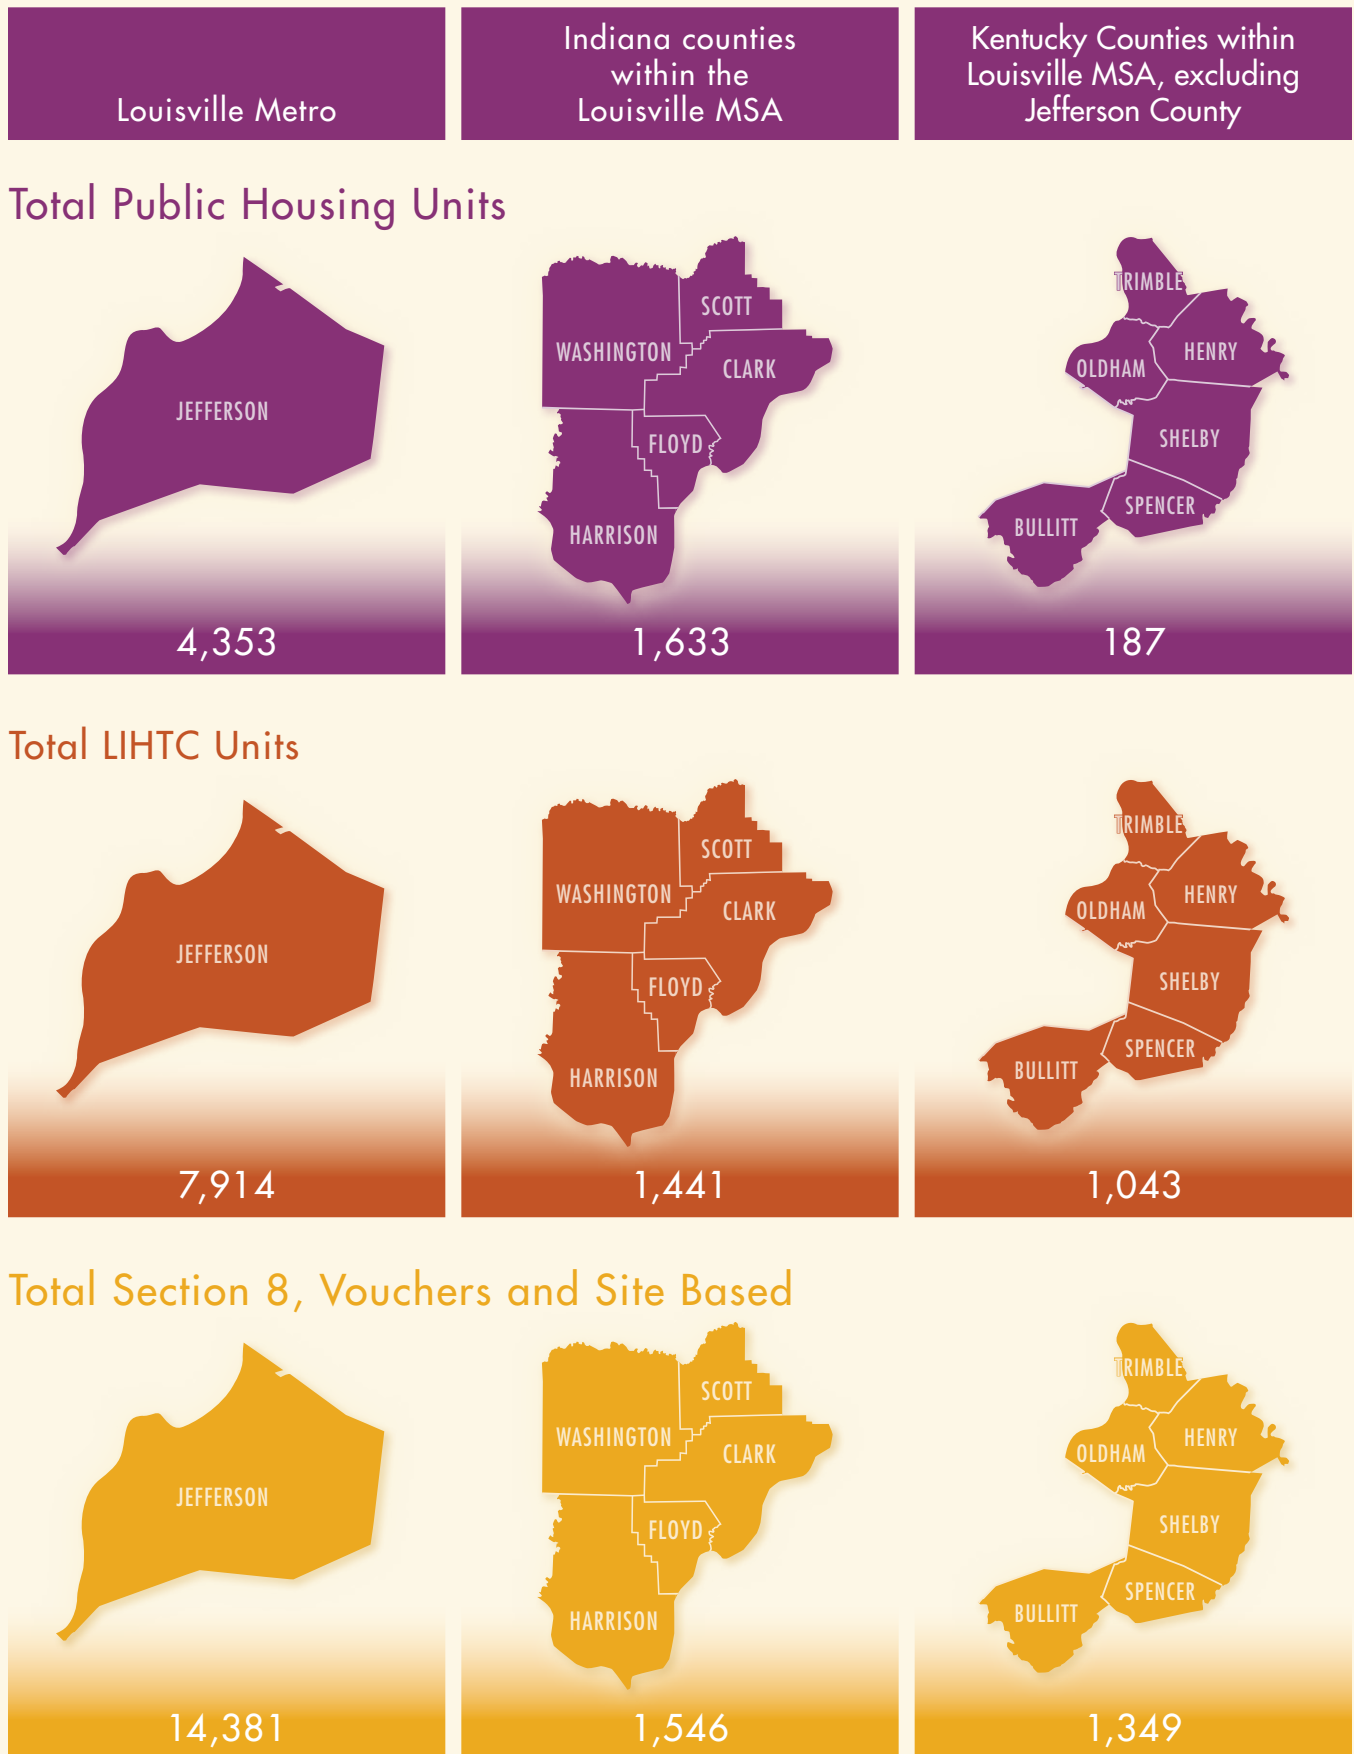 Louisville Metro
Indiana counties
within the
Louisville MSA
Kentucky Counties within
Louisville MSA, excluding
Jefferson County
Total Public Housing Units
JEFFERSON
WASHINGTON
SCOTT
CLARK
FLOYD
HARRISON
TRIMBLE
HENRY
OLDHAM
SHELBY
SPENCER
BULLITT
4,353
1,633
187
Total LIHTC Units
JEFFERSON
WASHINGTON
SCOTT
CLARK
FLOYD
HARRISON
TRIMBLE
HENRY
OLDHAM
SHELBY
SPENCER
BULLITT
7,914
1,441
1,043
Total Section 8, Vouchers and Site Based
JEFFERSON
WASHINGTON
SCOTT
CLARK
FLOYD
HARRISON
TRIMBLE
HENRY
OLDHAM
SHELBY
SPENCER
BULLITT
14,381
1,546
1,349